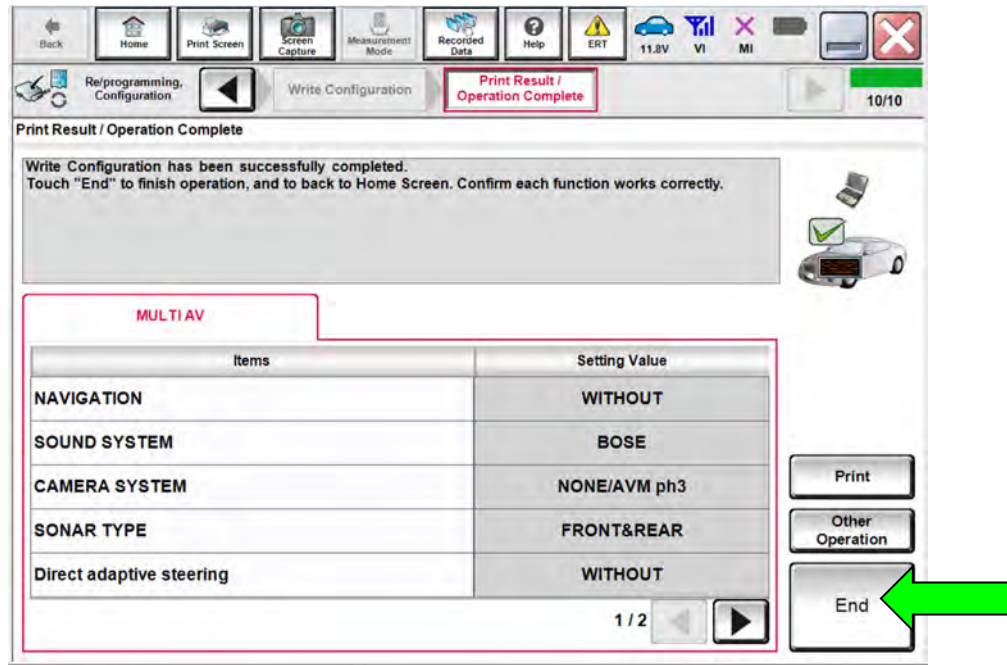 Back
Home
Print Screen
Screen
Capture
Measurement
Mode
Recorded
Data
Help
ERT
11.8V
VI
MI
Re/programming,
Configuration
Write Configuration
Print Result /
Operation Complete
10/10
Print Result / Operation Complete
Write Configuration has been successfully completed.
Touch "End" to finish operation, and to back to Home Screen. Confirm each function works correctly.
MULTI AV
Items
Setting Value
NAVIGATION
WITHOUT
SOUND SYSTEM
BOSE
CAMERA SYSTEM
NONE/AVM ph3
SONAR TYPE
FRONT&REAR
Direct adaptive steering
WITHOUT
1 / 2
Print
Other
Operation
End